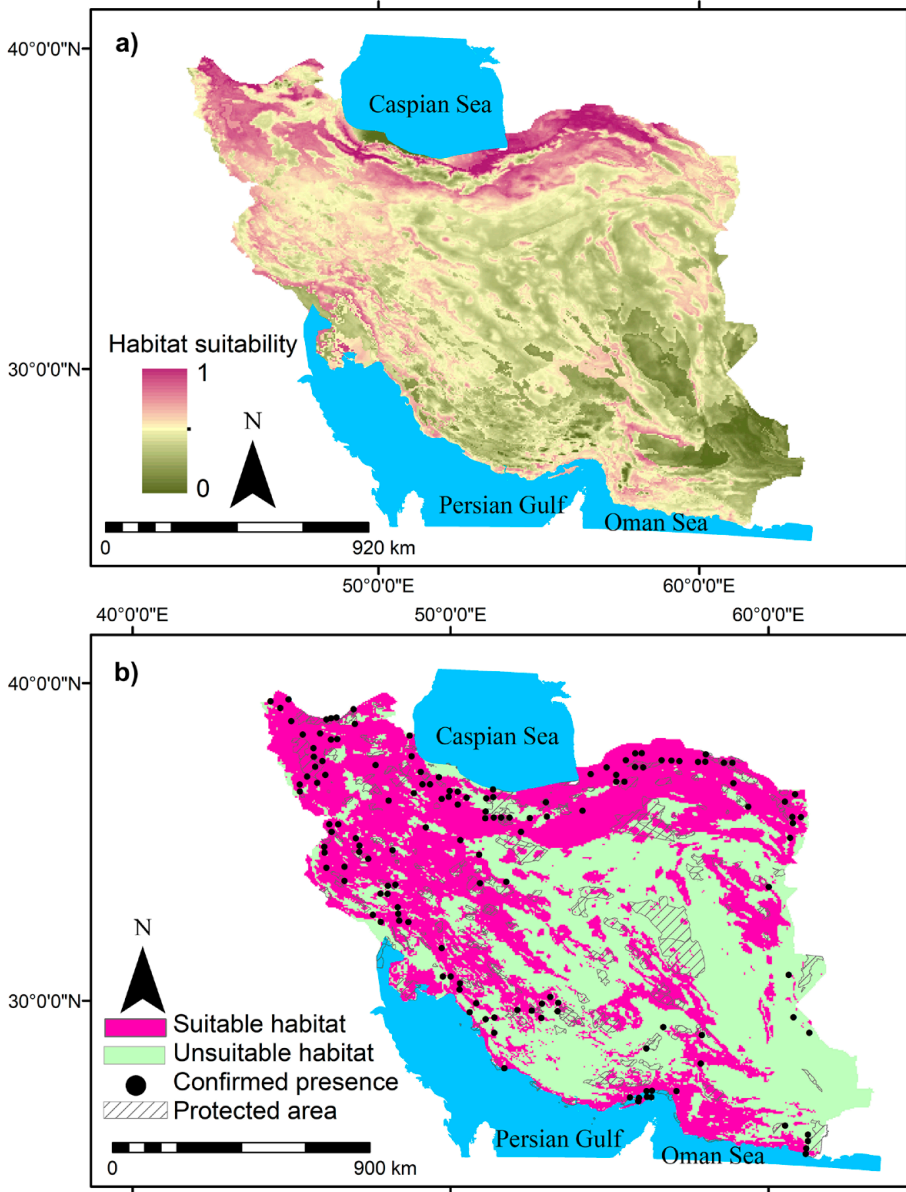 a)
40°0'0"N
Caspian Sea
Habitat suitability
1
0
30°0'0"N
N
Persian Gulf
Oman Sea
0
920 km
50°0'0"E
60°0'0"E
40°0'0"E
50°0'0"E
60°0'0"E
b)
40°0'0"N
Caspian Sea
30°0'0"N
N
Suitable habitat
Unsuitable habitat
Confirmed presence
Protected area
Persian Gulf
Oman Sea
0
900 km